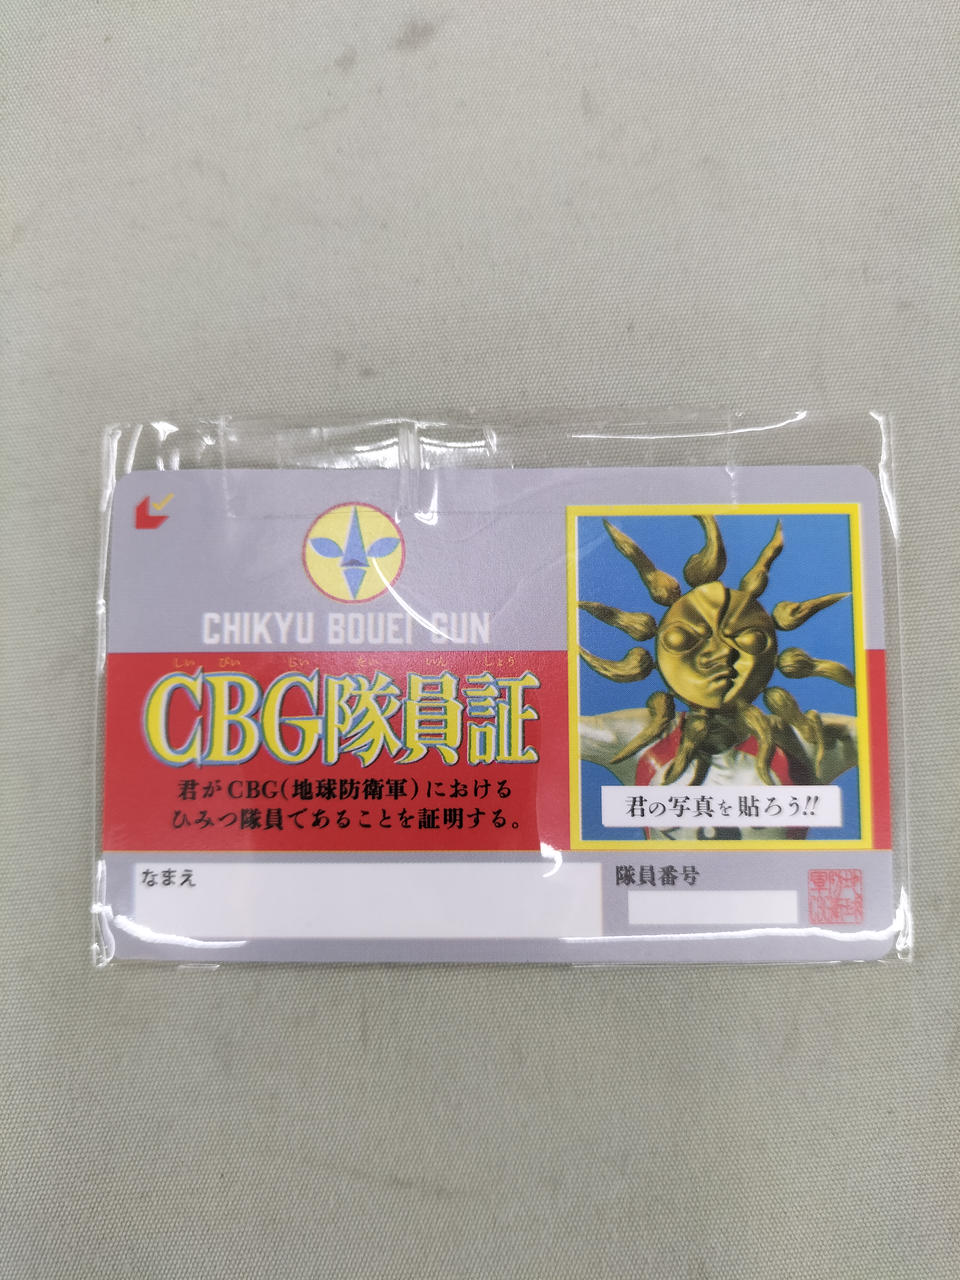 CHIKYU BOUEI GUN
しい びい じい たい いん しょう
CBG隊員証
君がCBG(地球防衛軍)における
ひみつ隊員であることを証明する。
君の写真を貼ろう!!
なまえ
隊員番号